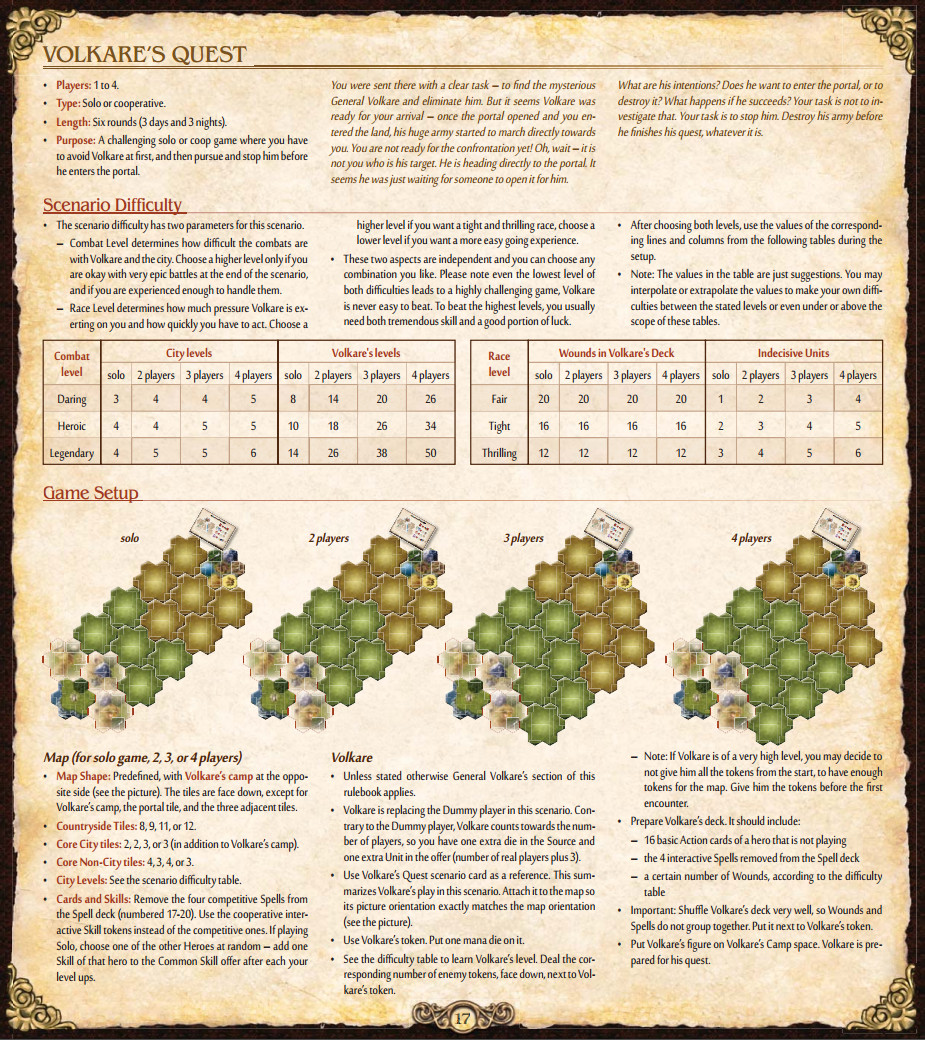 VOLKARE'S QUEST
• Players: 1 to 4.
• Type: Solo or cooperative.
• Length: Six rounds (3 days and 3 nights).
• Purpose: A challenging solo or coop game where you have
to avoid Volkare at first, and then pursue and stop him before
he enters the portal.
You were sent there with a clear task – to find the mysterious
General Volkare and eliminate him. But it seems Volkare was
ready for your arrival – once the portal opened and you en-
tered the land, his huge army started to march directly towards
you. You are not ready for the confrontation yet! Oh, wait – it is
not you who is his target. He is heading directly to the portal. It
seems he was just waiting for someone to open it for him.
What are his intentions? Does he want to enter the portal, or to
destroy it? What happens if he succeeds? Your task is not to in-
vestigate that. Your task is to stop him. Destroy his army before
he finishes his quest, whatever it is.
Scenario Difficulty
• The scenario difficulty has two parameters for this scenario.
– Combat Level determines how difficult the combats are
with Volkare and the city. Choose a higher level only if you
are okay with very epic battles at the end of the scenario,
and if you are experienced enough to handle them.
– Race Level determines how much pressure Volkare is ex-
erting on you and how quickly you have to act. Choose a
higher level if you want a tight and thrilling race, choose a
lower level if you want a more easy going experience.
• These two aspects are independent and you can choose any
combination you like. Please note even the lowest level of
both difficulties leads to a highly challenging game, Volkare
is never easy to beat. To beat the highest levels, you usually
need both tremendous skill and a good portion of luck.
• After choosing both levels, use the values of the correspond-
ing lines and columns from the following tables during the
setup.
• Note: The values in the table are just suggestions. You may
interpolate or extrapolate the values to make your own diffi-
culties between the stated levels or even under or above the
scope of these tables.
Combat level City levels Volkare's levels
solo 2 players 3 players 4 players solo 2 players 3 players 4 players
Daring 3 4 4 5 8 14 20 26
Heroic 4 4 5 5 10 18 26 34
Legendary 4 5 5 6 14 26 38 50
Race level Wounds in Volkare's Deck Indecisive Units
solo 2 players 3 players 4 players solo 2 players 3 players 4 players
Fair 20 20 20 20 1 2 3 4
Tight 16 16 16 16 2 3 4 5
Thrilling 12 12 12 12 3 4 5 6
Game Setup
solo
2 players
3 players
4 players
Map (for solo game, 2, 3, or 4 players)
• Map Shape: Predefined, with Volkare's camp at the oppo-
site side (see the picture). The tiles are face down, except for
Volkare's camp, the portal tile, and the three adjacent tiles.
• Countryside Tiles: 8, 9, 11, or 12.
• Core City tiles: 2, 2, 3, or 3 (in addition to Volkare's camp).
• Core Non-City tiles: 4, 3, 4, or 3.
• City Levels: See the scenario difficulty table.
• Cards and Skills: Remove the four competitive Spells from
the Spell deck (numbered 17-20). Use the cooperative inter-
active Skill tokens instead of the competitive ones. If playing
Solo, choose one of the other Heroes at random – add one
Skill of that hero to the Common Skill offer after each your
level ups.
Volkare
• Unless stated otherwise General Volkare's section of this
rulebook applies.
• Volkare is replacing the Dummy player in this scenario. Con-
trary to the Dummy player, Volkare counts towards the num-
ber of players, so you have one extra die in the Source and
one extra Unit in the offer (number of real players plus 3).
• Use Volkare's Quest scenario card as a reference. This sum-
marizes Volkare's play in this scenario. Attach it to the map so
its picture orientation exactly matches the map orientation
(see the picture).
• Use Volkare's token. Put one mana die on it.
• See the difficulty table to learn Volkare's level. Deal the cor-
responding number of enemy tokens, face down, next to Vol-
kare's token.
– Note: If Volkare is of a very high level, you may decide to
not give him all the tokens from the start, to have enough
tokens for the map. Give him the tokens before the first
encounter.
• Prepare Volkare's deck. It should include:
– 16 basic Action cards of a hero that is not playing
– the 4 interactive Spells removed from the Spell deck
– a certain number of Wounds, according to the difficulty
table
• Important: Shuffle Volkare's deck very well, so Wounds and
Spells do not group together. Put it next to Volkare's token.
• Put Volkare's figure on Volkare's Camp space. Volkare is pre-
pared for his quest.
17